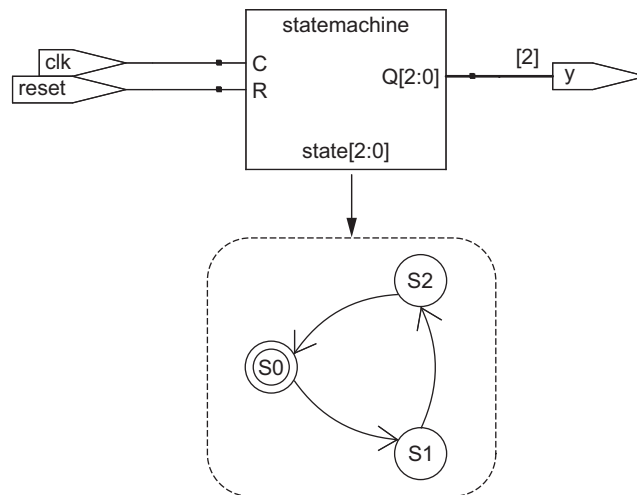 statemachine
clk
C
[2]
reset
R
Q[2:0]
y
state[2:0]
S2
S0
S1